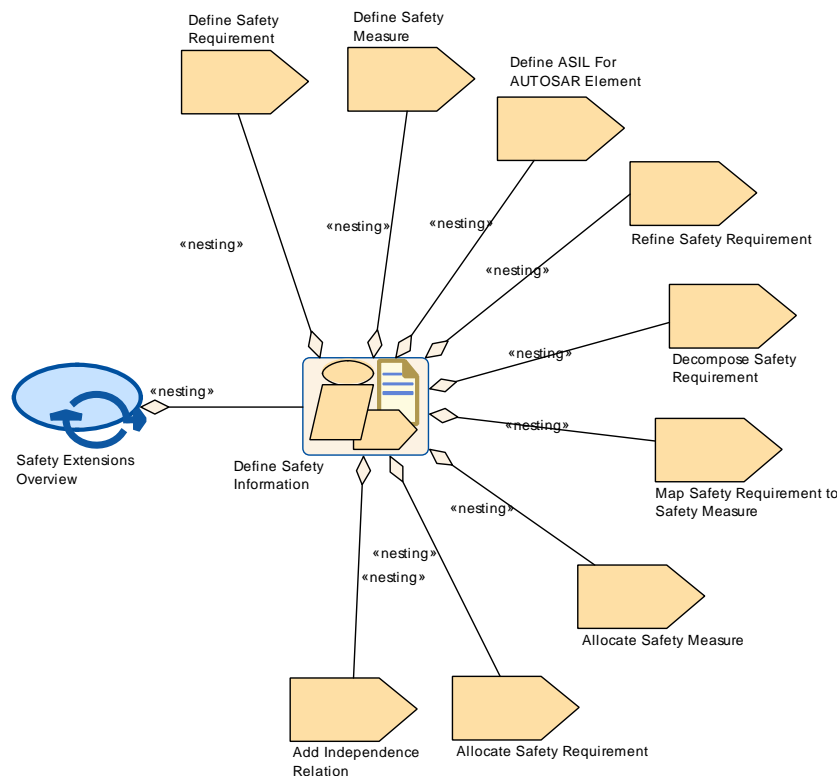 Define Safety
Requirement
Define Safety
Measure
Define ASIL For
AUTOSAR Element
«nesting»
«nesting»
«nesting»
Refine Safety Requirement
«nesting»
Decompose Safety
Requirement
«nesting»
«nesting»
Safety Extensions
Overview
Define Safety
Information
«nesting»
Map Safety Requirement to
Safety Measure
«nesting»
«nesting»
«nesting»
Allocate Safety Measure
Add Independence
Relation
Allocate Safety Requirement